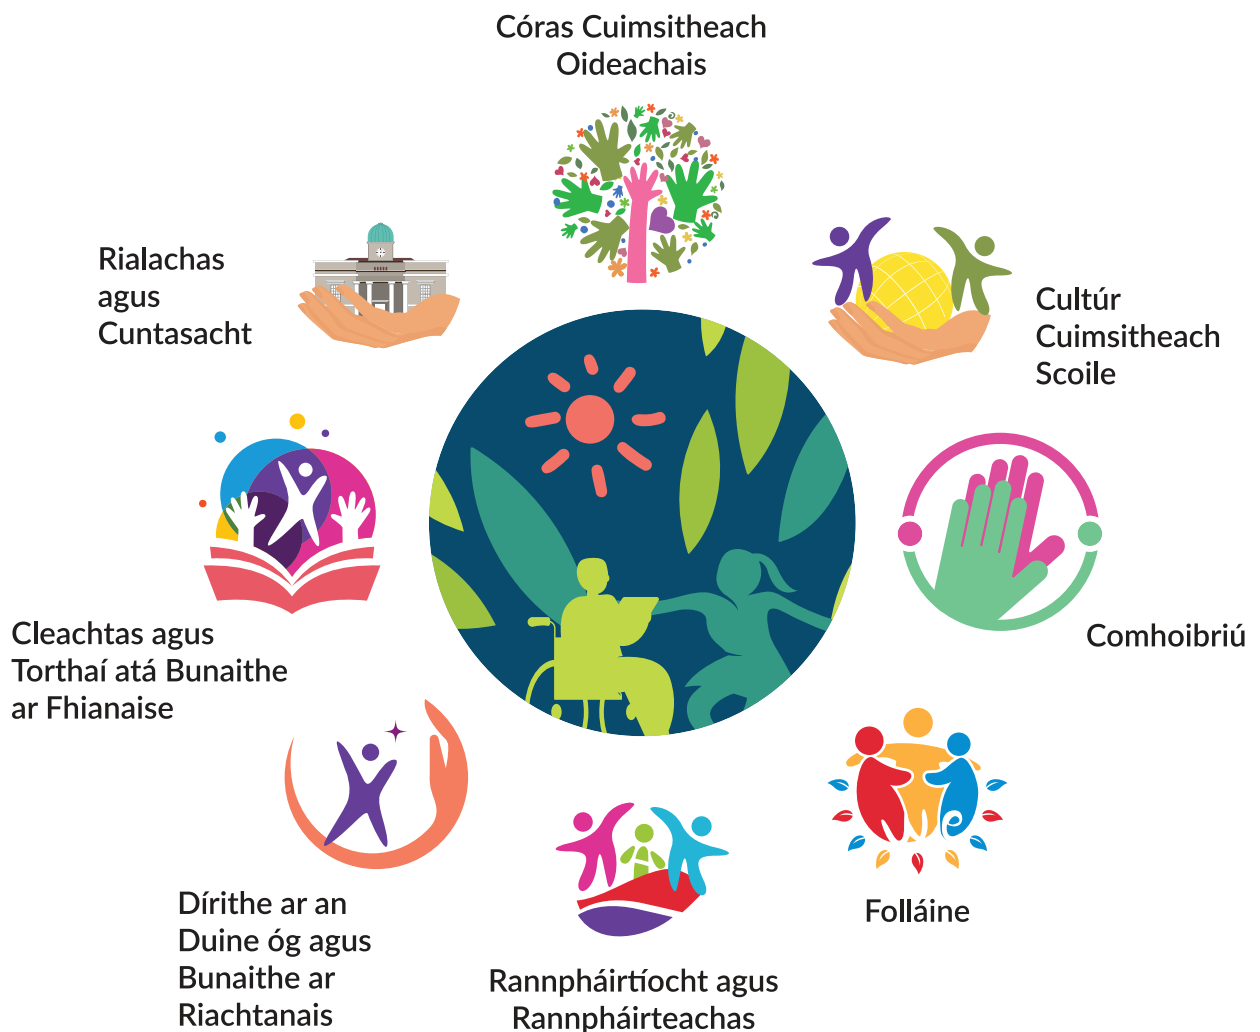 Córas Cuimsitheach
Oideachais
Rialachas
agus
Cuntasacht
Cultúr
Cuimsitheach
Scoile
Cleachtas agus
Torthaí atá Bunaithe
ar Fhianaise
Comhoibriú
Dírithe ar an
Duine óg agus
Bunaithe ar
Riachtanais
Rannpháirtíocht agus
Rannpháirteachas
Folláine